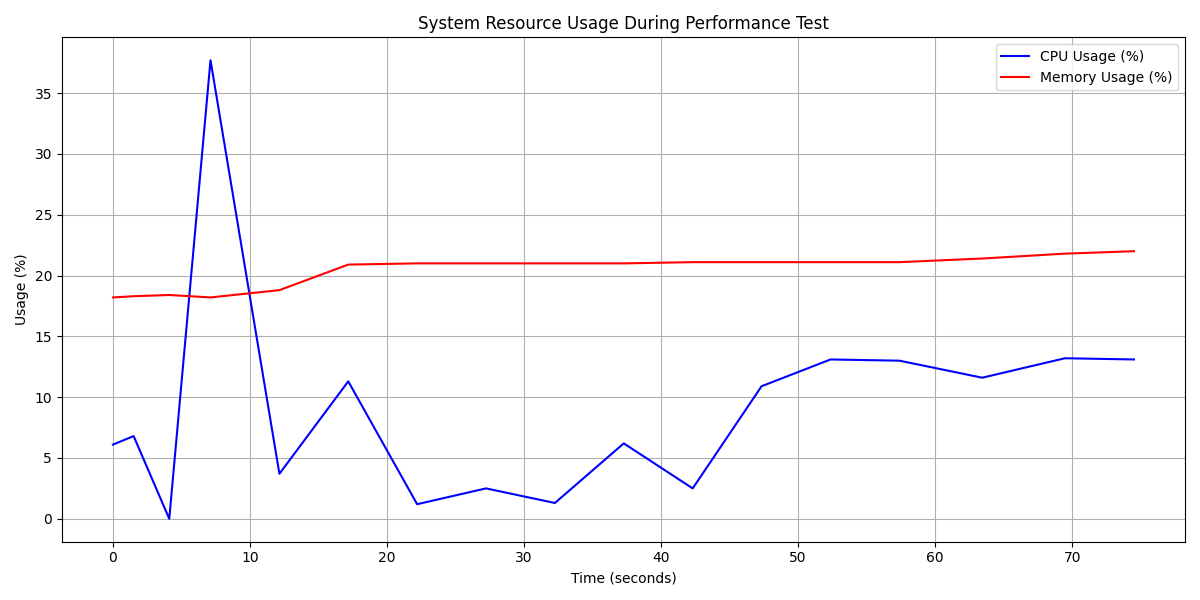 System Resource Usage During Performance Test
CPU Usage (%)
Memory Usage (%)
Usage (%)
35
30
25
20
15
10
5
0
0 10 20 30 40 50 60 70
Time (seconds)